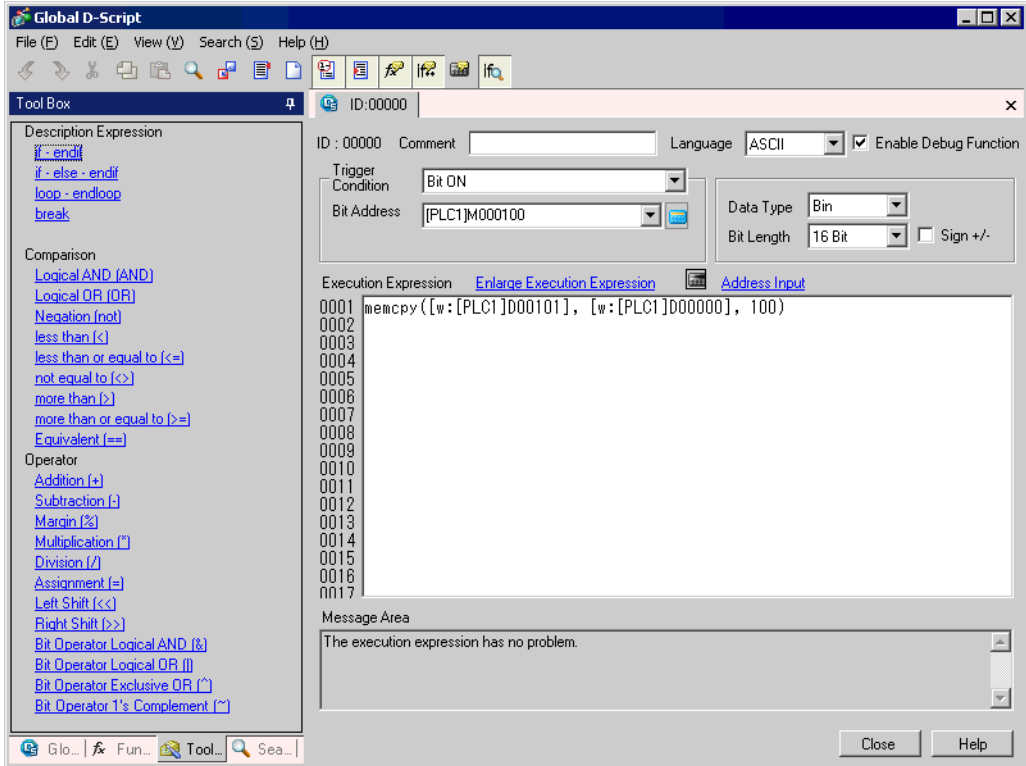 Global D-Script
File (F) Edit (E) View (V) Search (S) Help (H)
Tool Box
ID:00000
Description Expression
if - endif
if - else - endif
loop - endloop
break
Comparison
Logical AND (AND)
Logical OR (OR)
Negation (not)
less than (<)
less than or equal to (<=)
not equal to (<>)
more than (>)
more than or equal to (>=)
Equivalent (==)
Operator
Addition (+)
Subtraction (-)
Margin (%)
Multiplication (*)
Division (/)
Assignment (=)
Left Shift (<<)
Right Shift (>>)
Bit Operator Logical AND (&)
Bit Operator Logical OR (|)
Bit Operator Exclusive OR (^)
Bit Operator 1's Complement (~)
Glo... fx Fun... Tool... Sea...
ID : 00000 Comment Language ASCII Enable Debug Function
Trigger
Condition Bit ON
Bit Address [PLC1]M000100
Data Type Bin
Bit Length 16 Bit Sign +/-
Execution Expression Enlarge Execution Expression Address Input
0001 memcpy([w:[PLC1]D00101], [w:[PLC1]D00000], 100)
0002
0003
0004
0005
0006
0007
0008
0009
0010
0011
0012
0013
0014
0015
0016
0017
Message Area
The execution expression has no problem.
Close Help